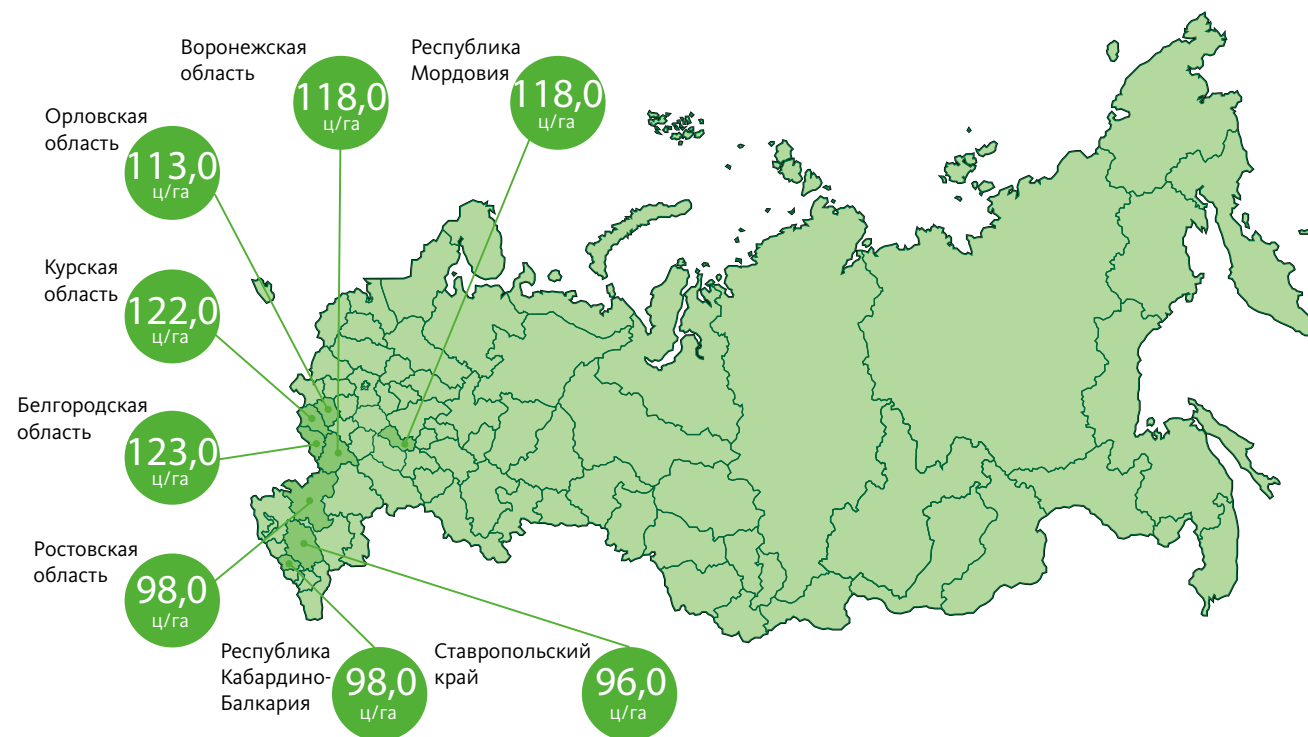 Воронежская
область
118,0
ц/га
Республика
Мордовия
118,0
ц/га
Орловская
область
113,0
ц/га
Курская
область
122,0
ц/га
Белгородская
область
123,0
ц/га
Ростовская
область
98,0
ц/га
Республика
Кабардино-
Балкария
98,0
ц/га
Ставропольский
край
96,0
ц/га